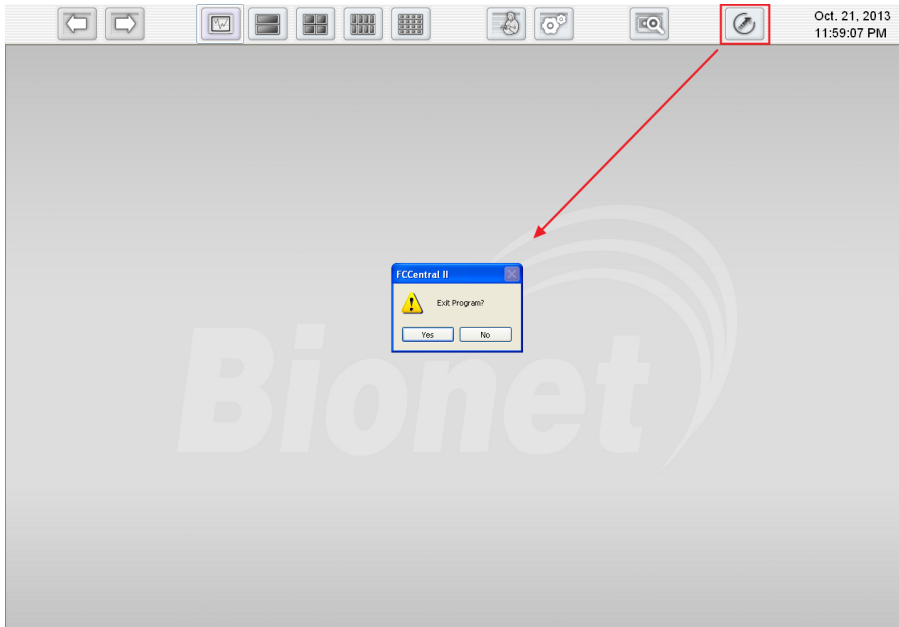 Oct. 21, 2013
11:59:07 PM
FCCentral II
Exit Program?
Yes
No
Bionet